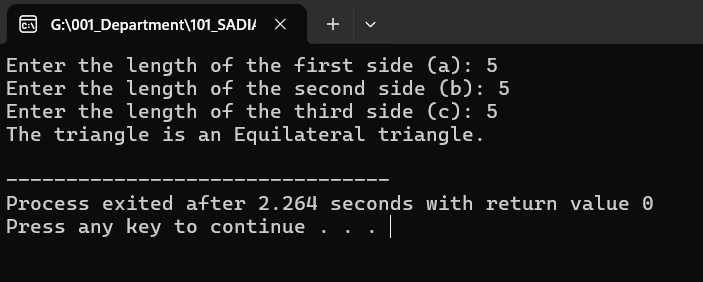 G:\001_Department\101_SADIA
Enter the length of the first side (a): 5
Enter the length of the second side (b): 5
Enter the length of the third side (c): 5
The triangle is an Equilateral triangle.
--------------------------------
Process exited after 2.264 seconds with return value 0
Press any key to continue . . .